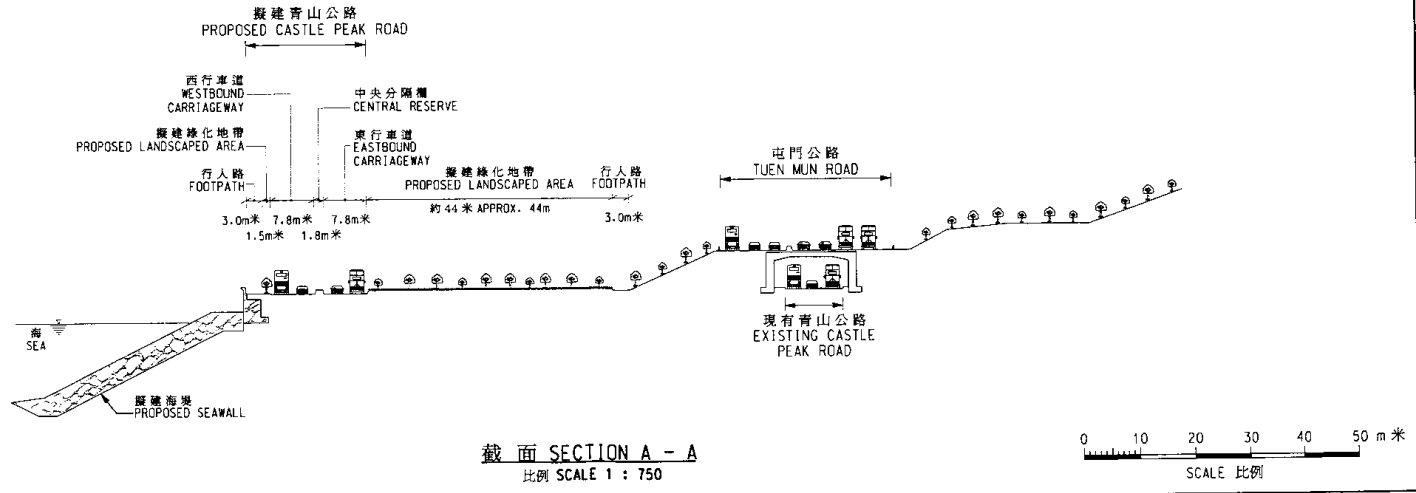 擬建青山公路
PROPOSED CASTLE PEAK ROAD
西行車道
WESTBOUND
CARRIAGEWAY
中央分隔欄
CENTRAL RESERVE
擬建綠化地帶
PROPOSED LANDSCAPED AREA
東行車道
EASTBOUND
CARRIAGEWAY
行人路
FOOTPATH
擬建綠化地帶
PROPOSED LANDSCAPED AREA
行人路
FOOTPATH
約 44 米 APPROX. 44m
3.0m米 7.8m米 7.8m米
1.5m米 1.8m米
3.0m米
屯門公路
TUEN MUN ROAD
現有青山公路
EXISTING CASTLE
PEAK ROAD
海
SEA
擬建海堤
PROPOSED SEAWALL
截 面 SECTION A - A
比例 SCALE 1 : 750
0 10 20 30 40 50 m 米
SCALE 比例